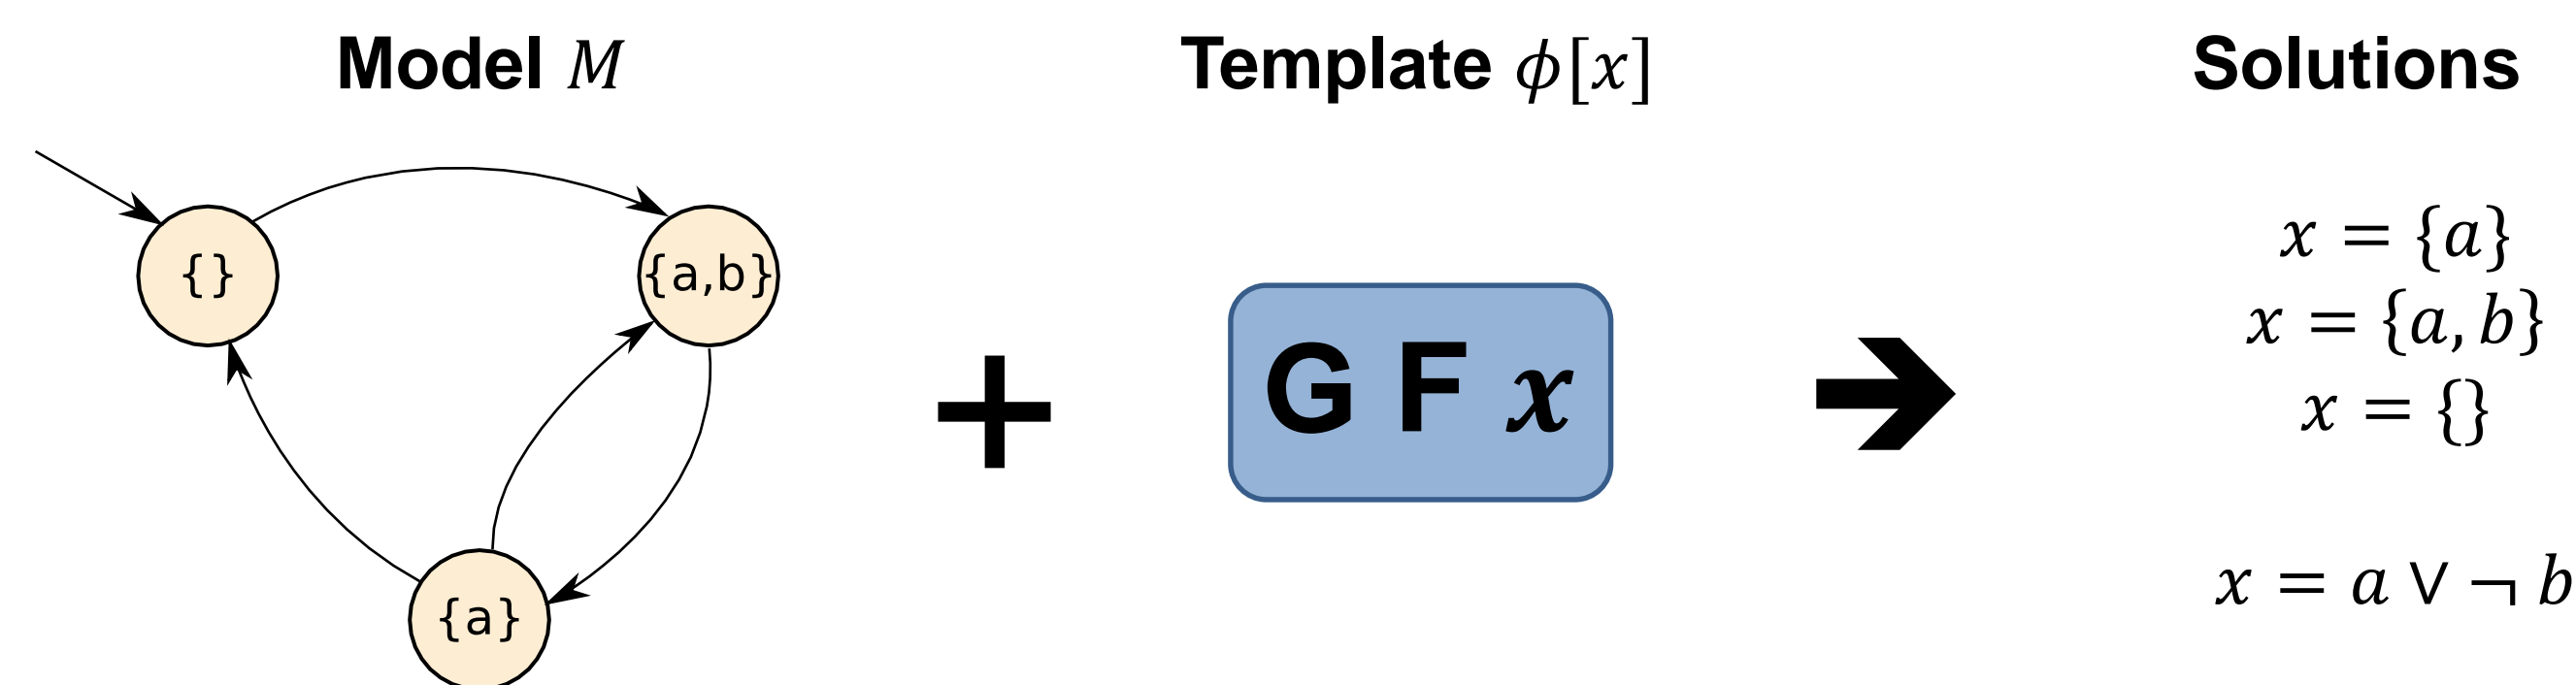 Model M
Template ϕ[x]
Solutions
{}
{a,b}
{a}
+
G F x
x = {a}
x = {a, b}
x = {}
x = a ∨ ¬ b